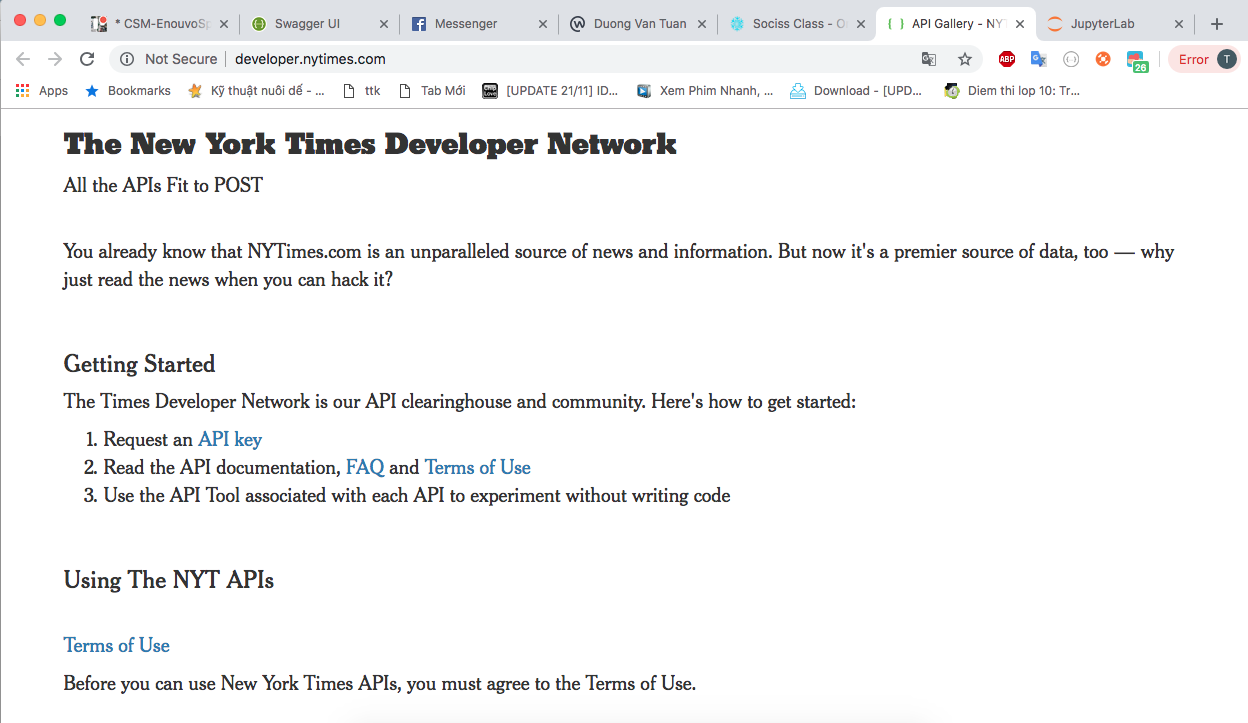 * CSM-EnouvoSp
Swagger UI
Messenger
Duong Van Tuan
Sociss Class - O
API Gallery - NY
JupyterLab
Not Secure
developer.nytimes.com
ABP
26
Error
T
Apps
Bookmarks
Kỹ thuật nuôi dế - ...
ttk
Tab Mới
[UPDATE 21/11] ID...
Xem Phim Nhanh, ...
Download - [UPD...
Diem thi lop 10: Tr...
The New York Times Developer Network
All the APIs Fit to POST
You already know that NYTimes.com is an unparalleled source of news and information. But now it's a premier source of data, too — why
just read the news when you can hack it?
Getting Started
The Times Developer Network is our API clearinghouse and community. Here's how to get started:
1. Request an API key
2. Read the API documentation, FAQ and Terms of Use
3. Use the API Tool associated with each API to experiment without writing code
Using The NYT APIs
Terms of Use
Before you can use New York Times APIs, you must agree to the Terms of Use.